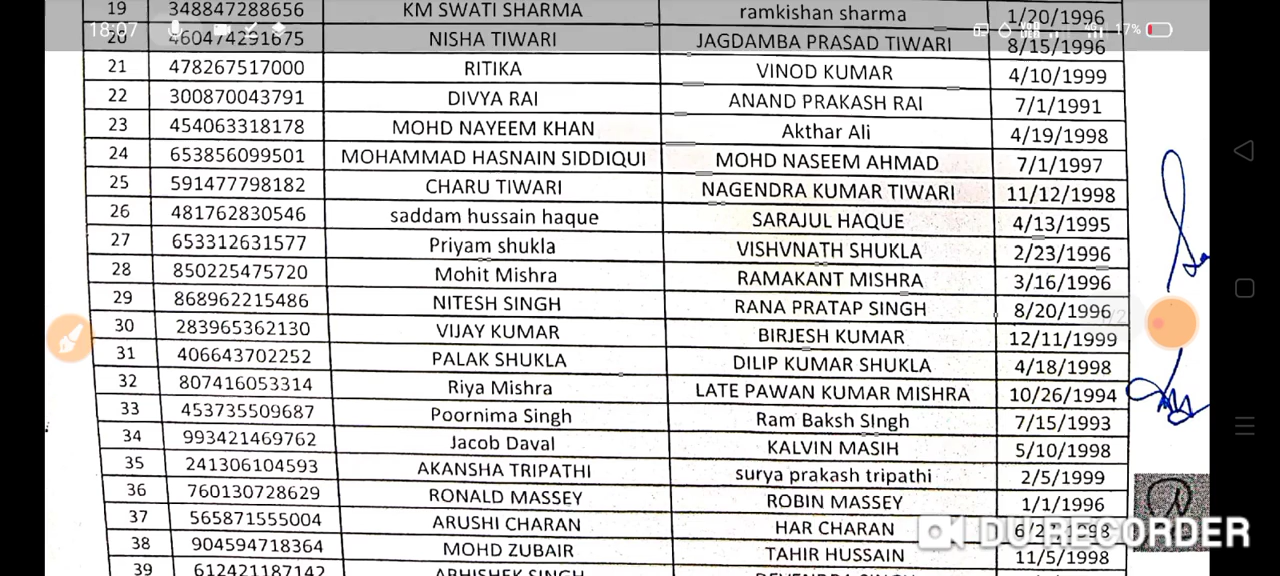 19 348847288656 KM SWATI SHARMA ramkishan sharma 1/20/1996
18:07 17%
20 460474291675 NISHA TIWARI JAGDAMBA PRASAD TIWARI 8/15/1996
21 478267517000 RITIKA VINOD KUMAR 4/10/1999
22 300870043791 DIVYA RAI ANAND PRAKASH RAI 7/1/1991
23 454063318178 MOHD NAYEEM KHAN Akthar Ali 4/19/1998
24 653856099501 MOHAMMAD HASNAIN SIDDIQUI MOHD NASEEM AHMAD 7/1/1997
25 591477798182 CHARU TIWARI NAGENDRA KUMAR TIWARI 11/12/1998
26 481762830546 saddam hussain haque SARAJUL HAQUE 4/13/1995
27 653312631577 Priyam shukla VISHVNATH SHUKLA 2/23/1996
28 850225475720 Mohit Mishra RAMAKANT MISHRA 3/16/1996
29 868962215486 NITESH SINGH RANA PRATAP SINGH 8/20/1996
30 283965362130 VIJAY KUMAR BIRJESH KUMAR 12/11/1999
31 406643702252 PALAK SHUKLA DILIP KUMAR SHUKLA 4/18/1998
32 807416053314 Riya Mishra LATE PAWAN KUMAR MISHRA 10/26/1994
33 453735509687 Poornima Singh Ram Baksh SIngh 7/15/1993
34 993421469762 Jacob Daval KALVIN MASIH 5/10/1998
35 241306104593 AKANSHA TRIPATHI surya prakash tripathi 2/5/1999
36 760130728629 RONALD MASSEY ROBIN MASSEY 1/1/1996
37 565871555004 ARUSHI CHARAN HAR CHARAN
DU RECORDER
38 904594718364 MOHD ZUBAIR TAHIR HUSSAIN 11/5/1998
39 612421187142 ABHISHEK SINGH DEVENDRA SINGH